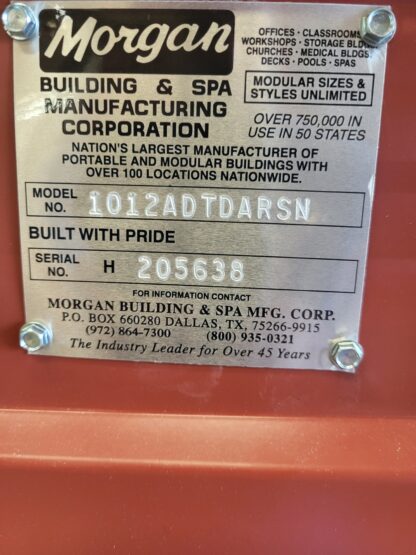 Morgan
OFFICES · CLASSROOMS
WORKSHOPS · STORAGE BLDG
CHURCHES · MEDICAL BLDGS
DECKS · POOLS · SPAS
BUILDING & SPA
MANUFACTURING
CORPORATION
MODULAR SIZES &
STYLES UNLIMITED
OVER 750,000 IN
USE IN 50 STATES
NATION'S LARGEST MANUFACTURER OF
PORTABLE AND MODULAR BUILDINGS WITH
OVER 100 LOCATIONS NATIONWIDE.
MODEL NO. 1012ADTDARSN
BUILT WITH PRIDE
SERIAL NO. H 205638
FOR INFORMATION CONTACT
MORGAN BUILDING & SPA MFG. CORP.
P.O. BOX 660280 DALLAS, TX, 75266-9915
(972) 864-7300 (800) 935-0321
The Industry Leader for Over 45 Years